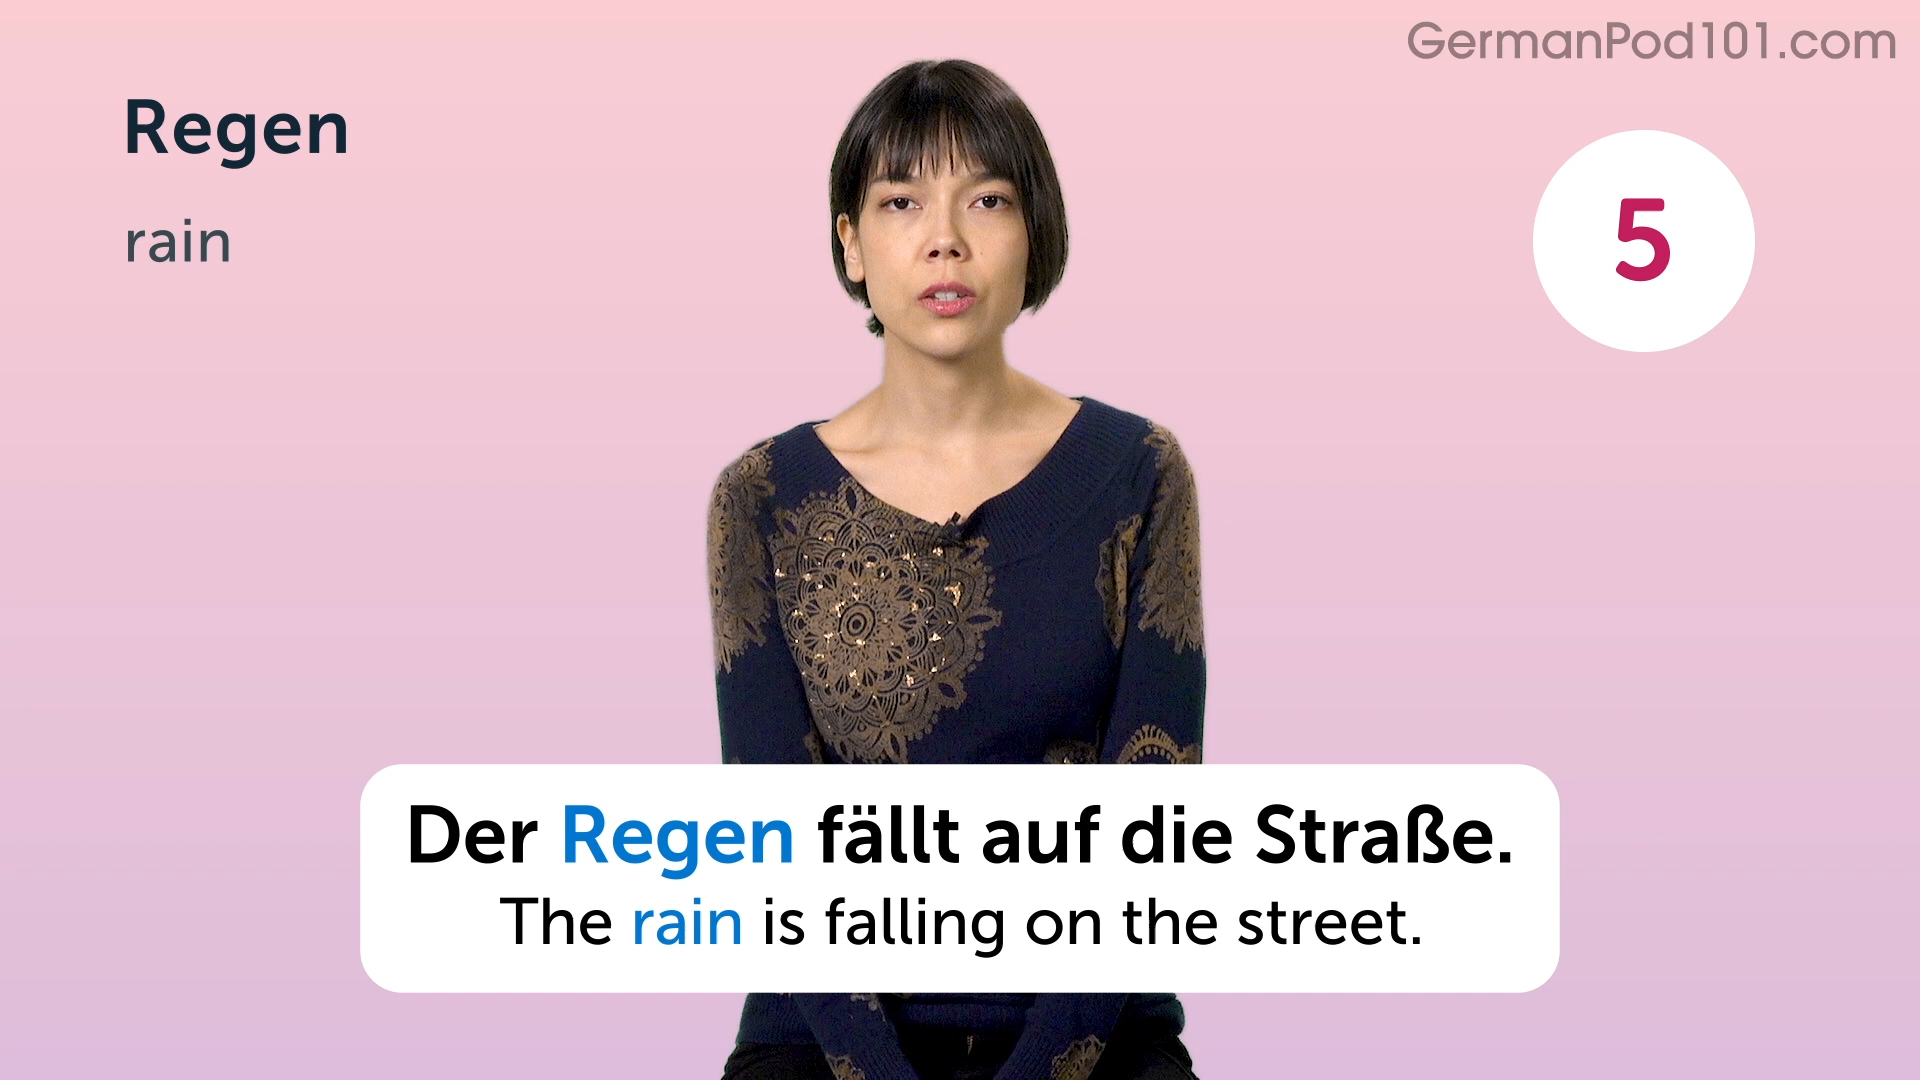 GermanPod101.com
Regen
rain
5
Der Regen fällt auf die Straße.
The rain is falling on the street.